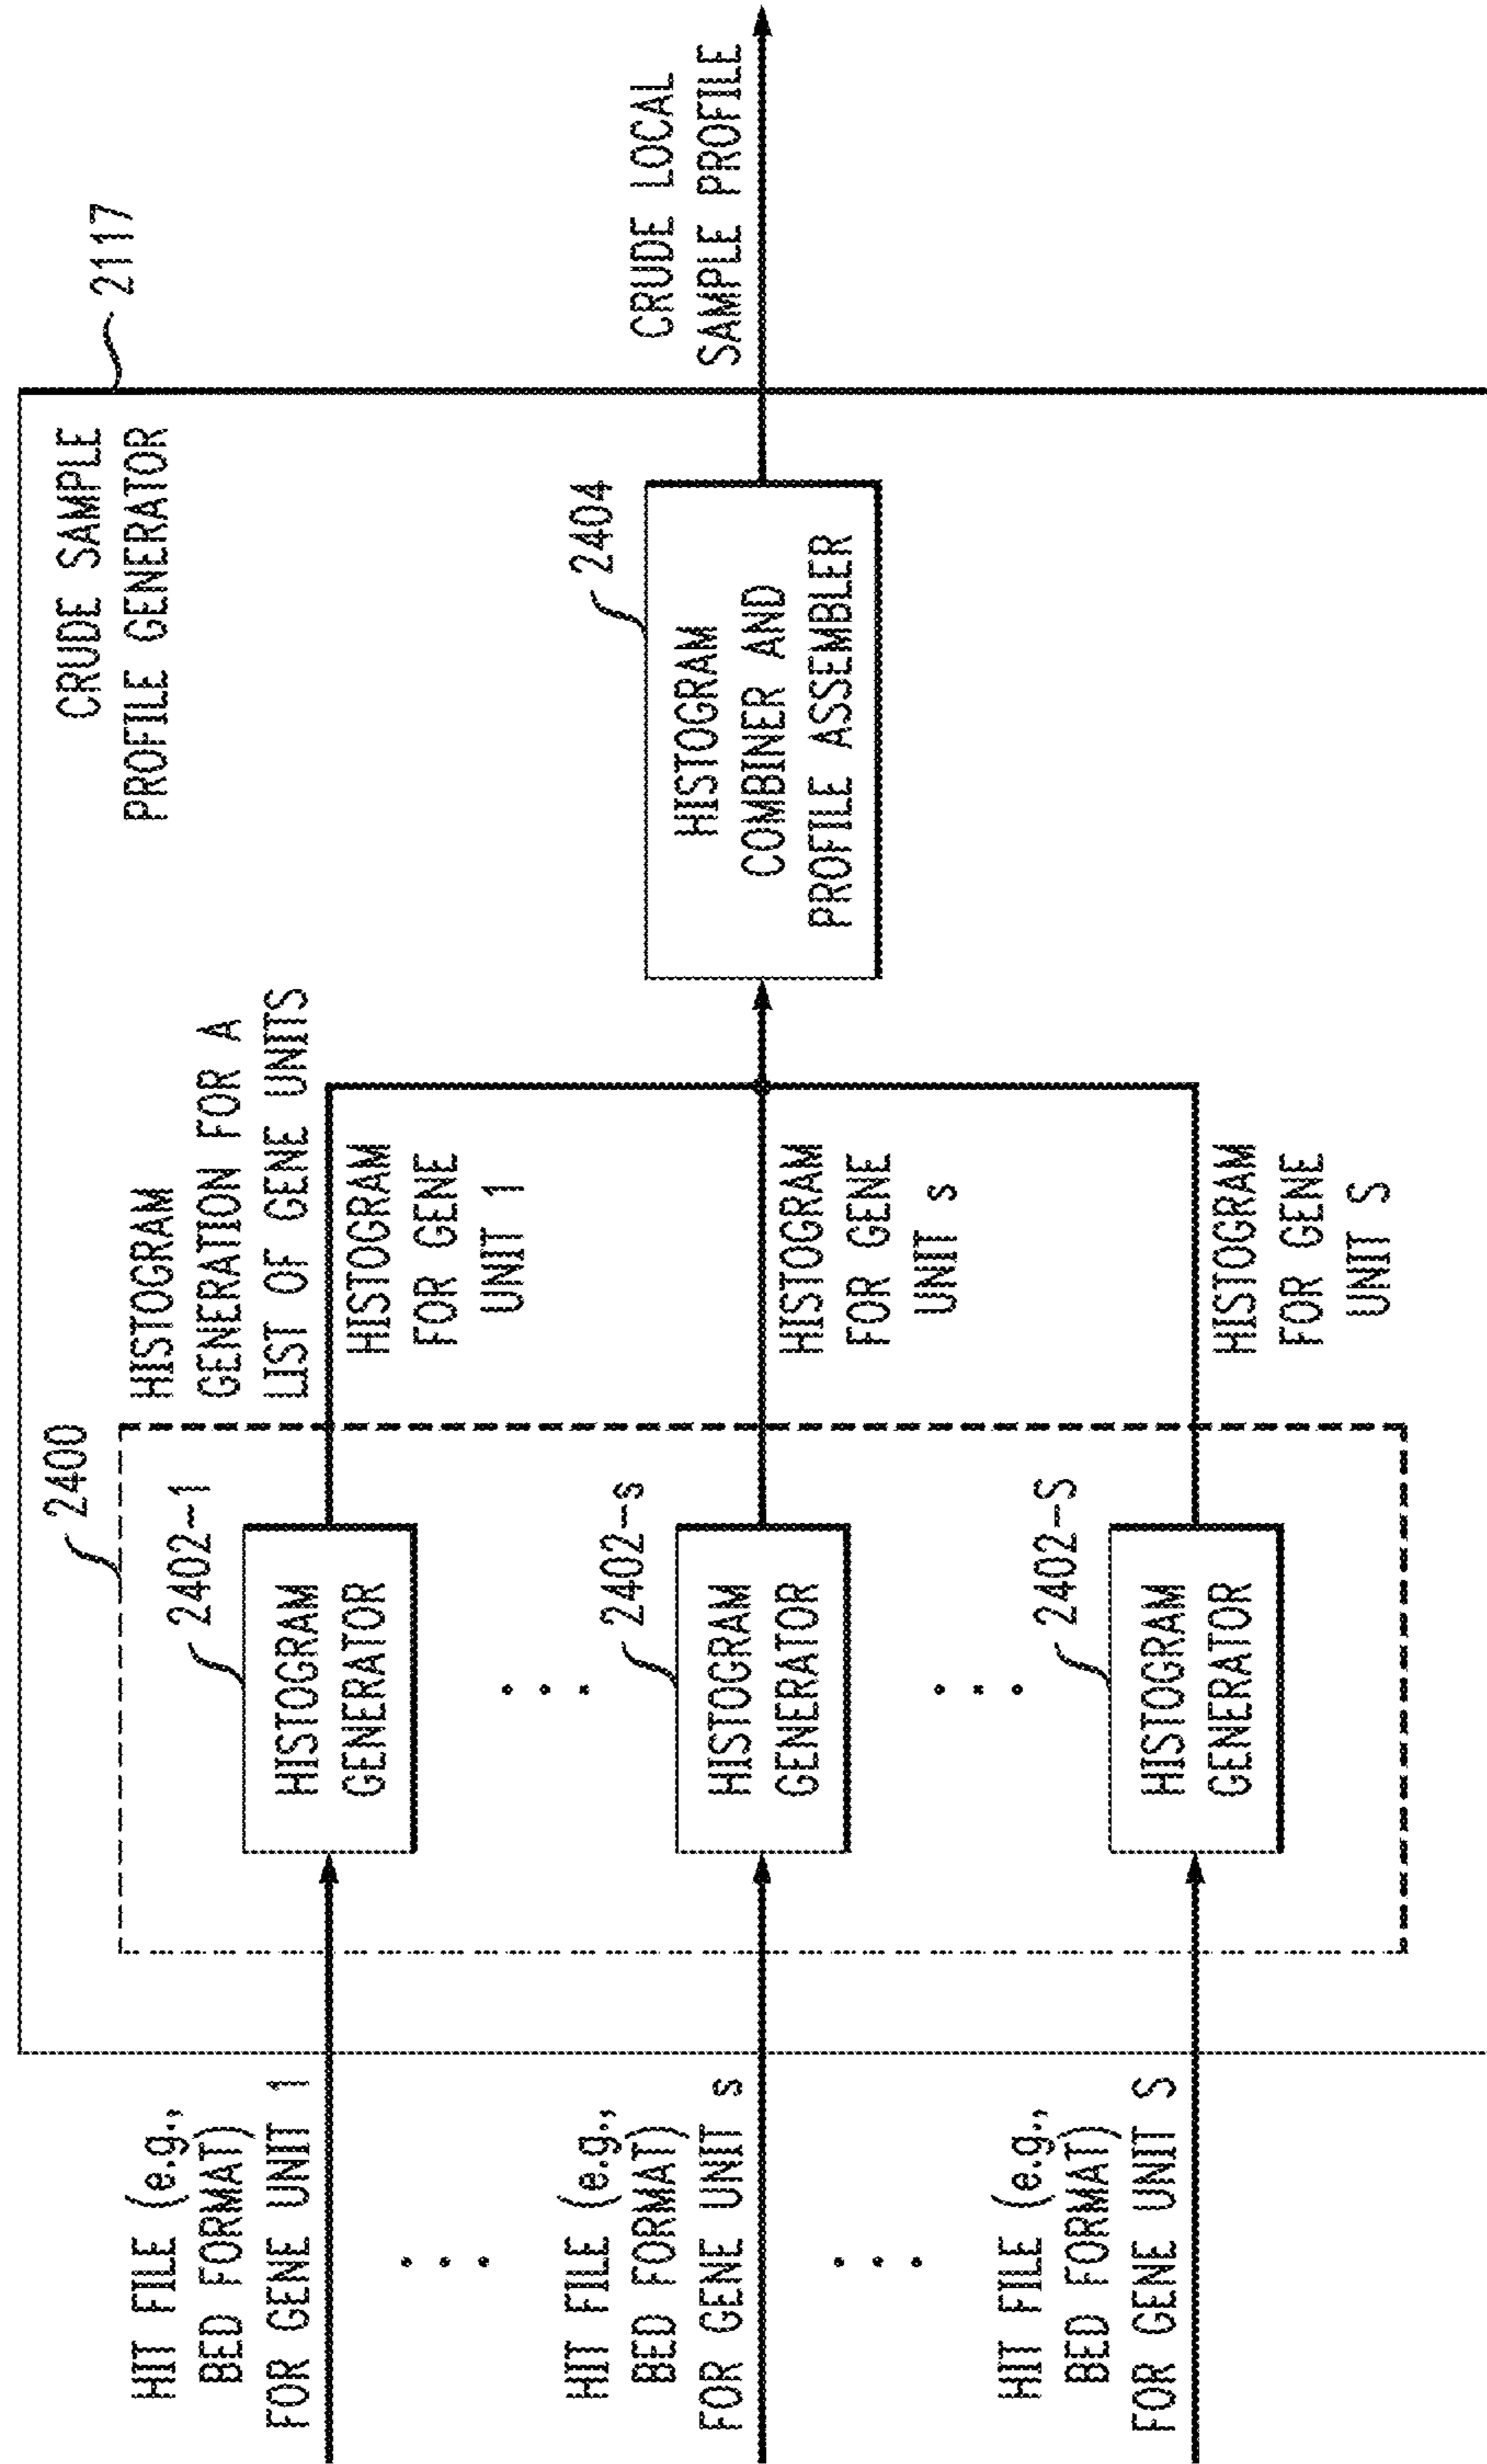 CRUDE SAMPLE
PROFILE GENERATOR
2117
2400
HISTOGRAM
GENERATION FOR A
LIST OF GENE UNITS
HIT FILE (e.g.,
BED FORMAT)
FOR GENE UNIT 1
2402-1
HISTOGRAM
GENERATOR
HISTOGRAM
FOR GENE
UNIT 1
HIT FILE (e.g.,
BED FORMAT)
FOR GENE UNIT s
2402-s
HISTOGRAM
GENERATOR
HISTOGRAM
FOR GENE
UNIT s
HIT FILE (e.g.,
BED FORMAT)
FOR GENE UNIT S
2402-S
HISTOGRAM
GENERATOR
HISTOGRAM
FOR GENE
UNIT S
2404
HISTOGRAM
COMBINER AND
PROFILE ASSEMBLER
CRUDE LOCAL
SAMPLE PROFILE